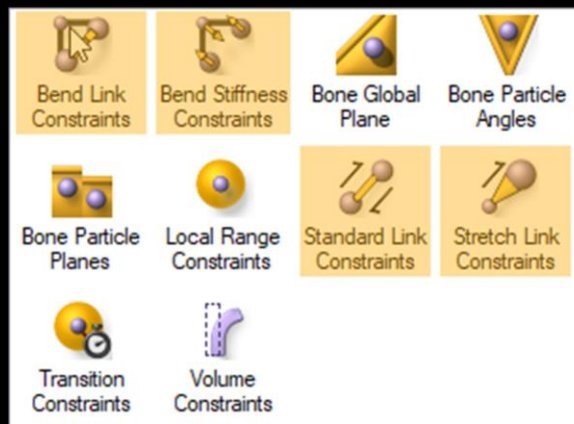 Bend Link
Constraints
Bend Stiffness
Constraints
Bone Global
Plane
Bone Particle
Angles
Bone Particle
Planes
Local Range
Constraints
Standard Link
Constraints
Stretch Link
Constraints
Transition
Constraints
Volume
Constraints